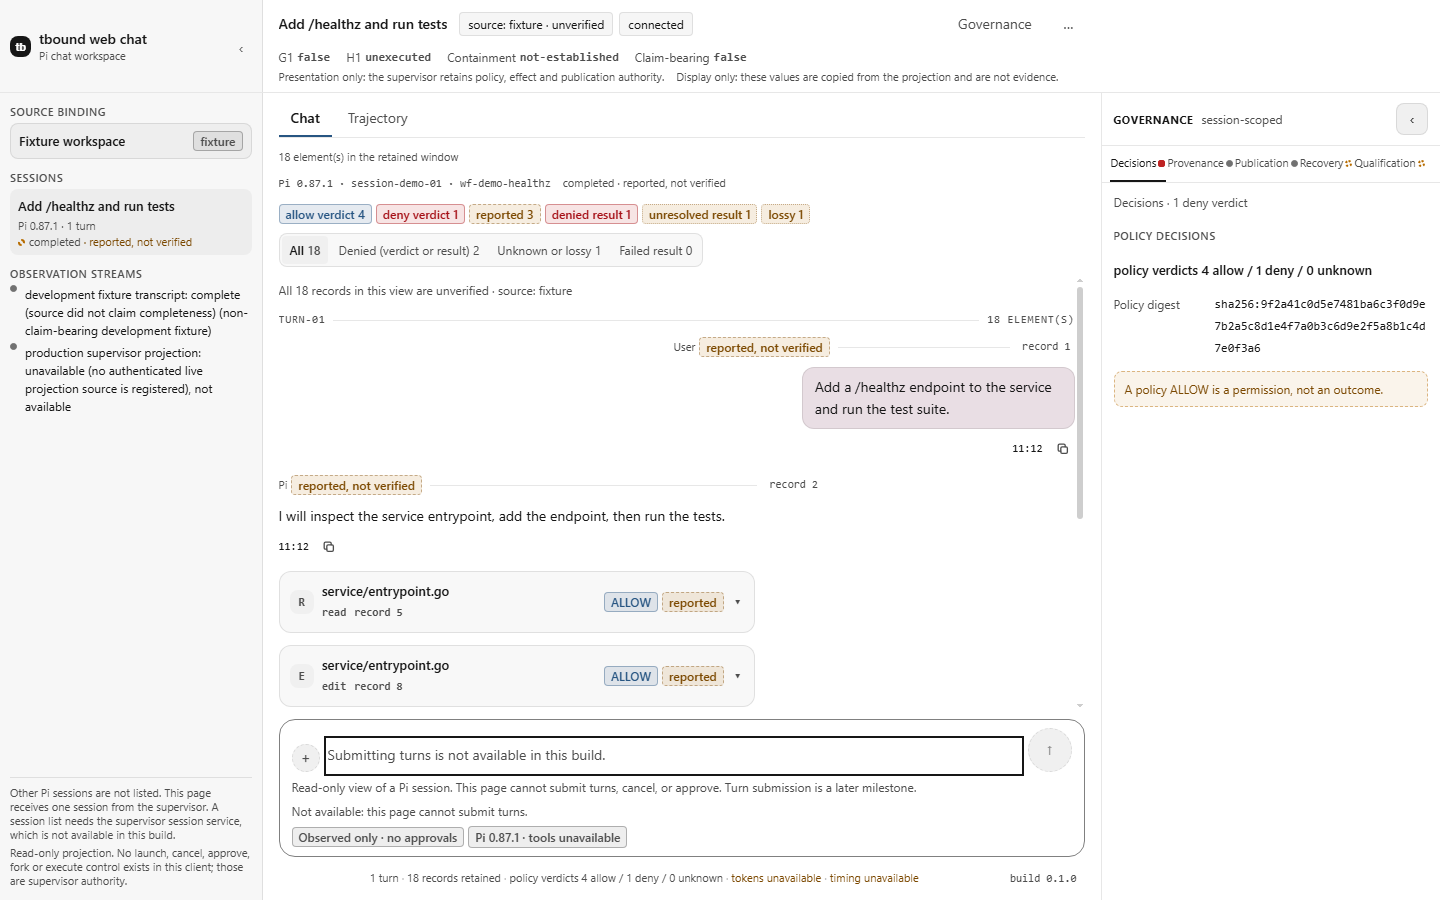 tb
tbound web chat
Pi chat workspace
‹
SOURCE BINDING
Fixture workspace fixture
SESSIONS
Add /healthz and run tests
Pi 0.87.1 · 1 turn
completed · reported, not verified
OBSERVATION STREAMS
development fixture transcript: complete
(source did not claim completeness) (non-
claim-bearing development fixture)
production supervisor projection:
unavailable (no authenticated live
projection source is registered), not
available
Other Pi sessions are not listed. This page
receives one session from the supervisor. A
session list needs the supervisor session service,
which is not available in this build.
Read-only projection. No launch, cancel, approve,
fork or execute control exists in this client; those
are supervisor authority.
Add /healthz and run tests source: fixture · unverified connected Governance ...
G1 false H1 unexecuted Containment not-established Claim-bearing false
Presentation only: the supervisor retains policy, effect and publication authority. Display only: these values are copied from the projection and are not evidence.
Chat Trajectory
18 element(s) in the retained window
Pi 0.87.1 · session-demo-01 · wf-demo-healthz completed · reported, not verified
allow verdict 4 deny verdict 1 reported 3 denied result 1 unresolved result 1 lossy 1
All 18 Denied (verdict or result) 2 Unknown or lossy 1 Failed result 0
All 18 records in this view are unverified · source: fixture
TURN-01 18 ELEMENT(S)
User reported, not verified record 1
Add a /healthz endpoint to the service
and run the test suite.
11:12
Pi reported, not verified record 2
I will inspect the service entrypoint, add the endpoint, then run the tests.
11:12
R service/entrypoint.go ALLOW reported
read record 5
E service/entrypoint.go ALLOW reported
edit record 8
+ Submitting turns is not available in this build. ↑
Read-only view of a Pi session. This page cannot submit turns, cancel, or approve. Turn submission is a later milestone.
Not available: this page cannot submit turns.
Observed only · no approvals Pi 0.87.1 · tools unavailable
1 turn · 18 records retained · policy verdicts 4 allow / 1 deny / 0 unknown · tokens unavailable · timing unavailable build 0.1.0
GOVERNANCE session-scoped ‹
Decisions Provenance Publication Recovery Qualification
Decisions · 1 deny verdict
POLICY DECISIONS
policy verdicts 4 allow / 1 deny / 0 unknown
Policy digest sha256:9f2a41c0d5e7481ba6c3f0d9e
7b2a5c8d1e4f7a0b3c6d9e2f5a8b1c4d
7e0f3a6
A policy ALLOW is a permission, not an outcome.